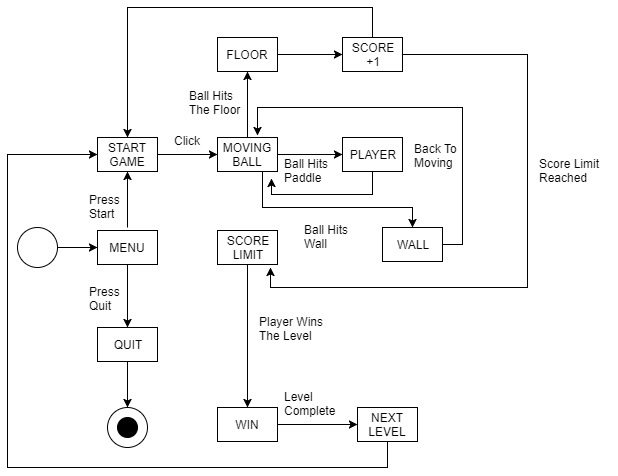 FLOOR
SCORE
+1
Ball Hits
The Floor
START
GAME
Click
MOVING
BALL
Ball Hits
Paddle
PLAYER
Back To
Moving
Score Limit
Reached
Press
Start
MENU
SCORE
LIMIT
Ball Hits
Wall
WALL
Press
Quit
QUIT
Player Wins
The Level
WIN
Level
Complete
NEXT
LEVEL